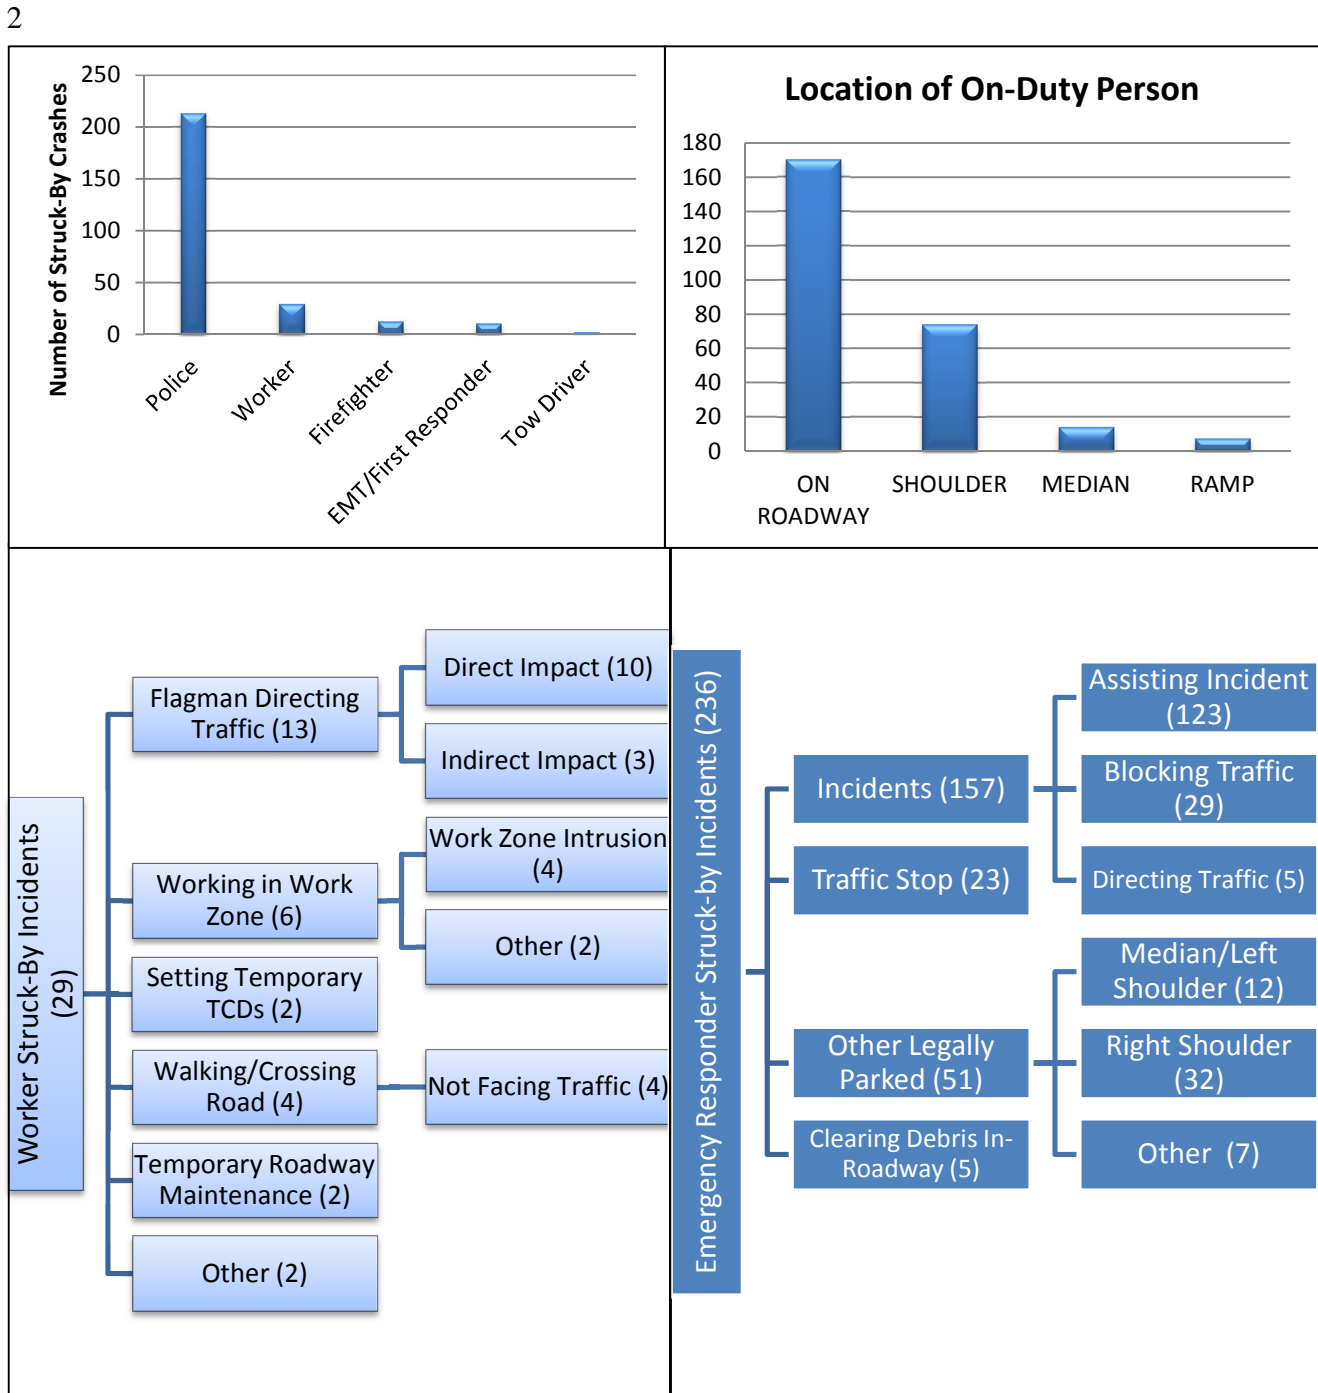 2
Number of Struck-By Crashes
250
200
150
100
50
0
Police
Worker
Firefighter
EMT/First Responder
Tow Driver
Location of On-Duty Person
180
160
140
120
100
80
60
40
20
0
ON
ROADWAY
SHOULDER
MEDIAN
RAMP
Worker Struck-By Incidents
(29)
Flagman Directing
Traffic (13)
Direct Impact (10)
Indirect Impact (3)
Working in Work
Zone (6)
Work Zone Intrusion
(4)
Other (2)
Setting Temporary
TCDs (2)
Walking/Crossing
Road (4)
Not Facing Traffic (4)
Temporary Roadway
Maintenance (2)
Other (2)
Emergency Responder Struck-by Incidents (236)
Incidents (157)
Assisting Incident
(123)
Blocking Traffic
(29)
Directing Traffic (5)
Traffic Stop (23)
Other Legally
Parked (51)
Median/Left
Shoulder (12)
Right Shoulder
(32)
Other (7)
Clearing Debris In-
Roadway (5)